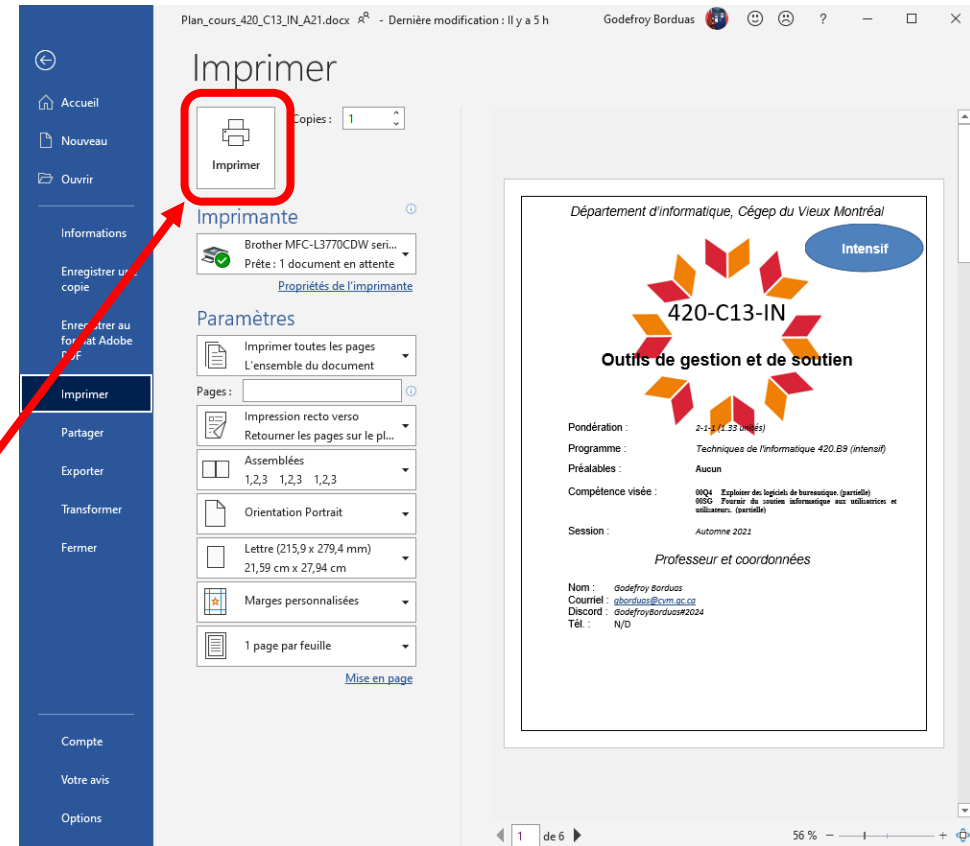 Plan_cours_420_C13_IN_A21.docx - Dernière modification : Il y a 5 h
Godefroy Borduas
?
Accueil
Nouveau
Ouvrir
Informations
Enregistrer une
copie
Enregistrer au
format Adobe
PDF
Imprimer
Partager
Exporter
Transformer
Fermer
Compte
Votre avis
Options
Imprimer
Imprimer
Copies : 1
Imprimante
Brother MFC-L3770CDW seri...
Prête : 1 document en attente
Propriétés de l'imprimante
Paramètres
Imprimer toutes les pages
L'ensemble du document
Pages :
Impression recto verso
Retourner les pages sur le pl...
Assemblées
1,2,3 1,2,3 1,2,3
Orientation Portrait
Lettre (215,9 x 279,4 mm)
21,59 cm x 27,94 cm
Marges personnalisées
1 page par feuille
Mise en page
Département d'informatique, Cégep du Vieux Montréal
Intensif
420-C13-IN
Outils de gestion et de soutien
Pondération : 2-1-1 (1.33 unités)
Programme : Techniques de l'informatique 420.B9 (intensif)
Préalables : Aucun
Compétence visée : 00Q4 Exploiter des logiciels de bureautique. (partielle)
00SG Fournir du soutien informatique aux utilisatrices et
utilisateurs. (partielle)
Session : Automne 2021
Professeur et coordonnées
Nom : Godefroy Borduas
Courriel : gborduas@cvm.qc.ca
Discord : GodefroyBorduas#2024
Tél. : N/D
1 de 6
56 %